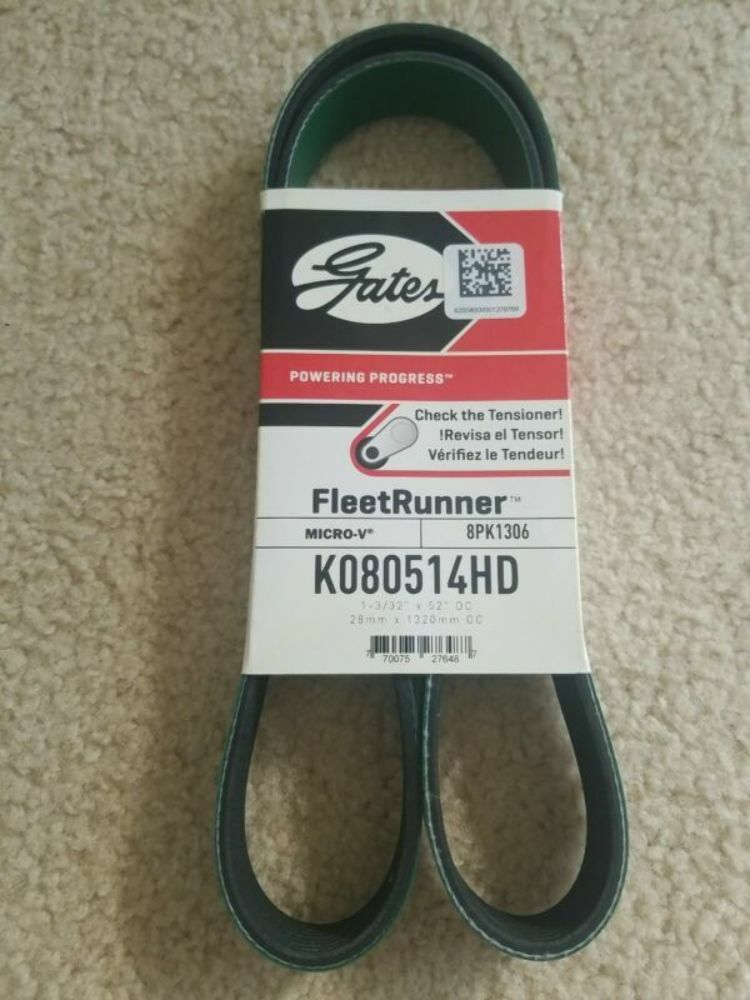 Gates
POWERING PROGRESS™
Check the Tensioner!
!Revisa el Tensor!
Vérifiez le Tendeur!
FleetRunner™
MICRO-V®
8PK1306
K080514HD
1-3/32" x 52" OC
28mm x 1320mm OC
7 70075 27648 7